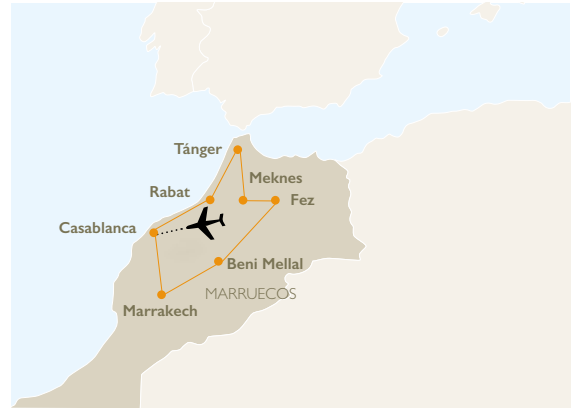 Tánger
Meknes
Rabat
Fez
Casablanca
Beni Mellal
MARRUECOS
Marrakech